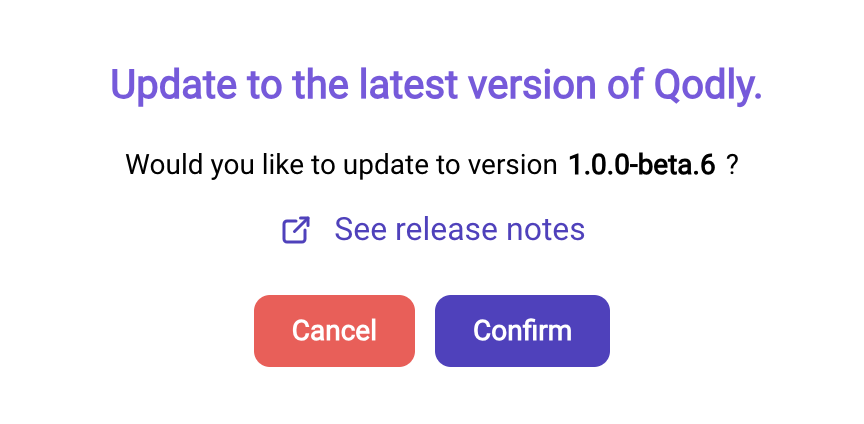 Update to the latest version of Qodly.
Would you like to update to version 1.0.0-beta.6 ?
See release notes
Cancel Confirm